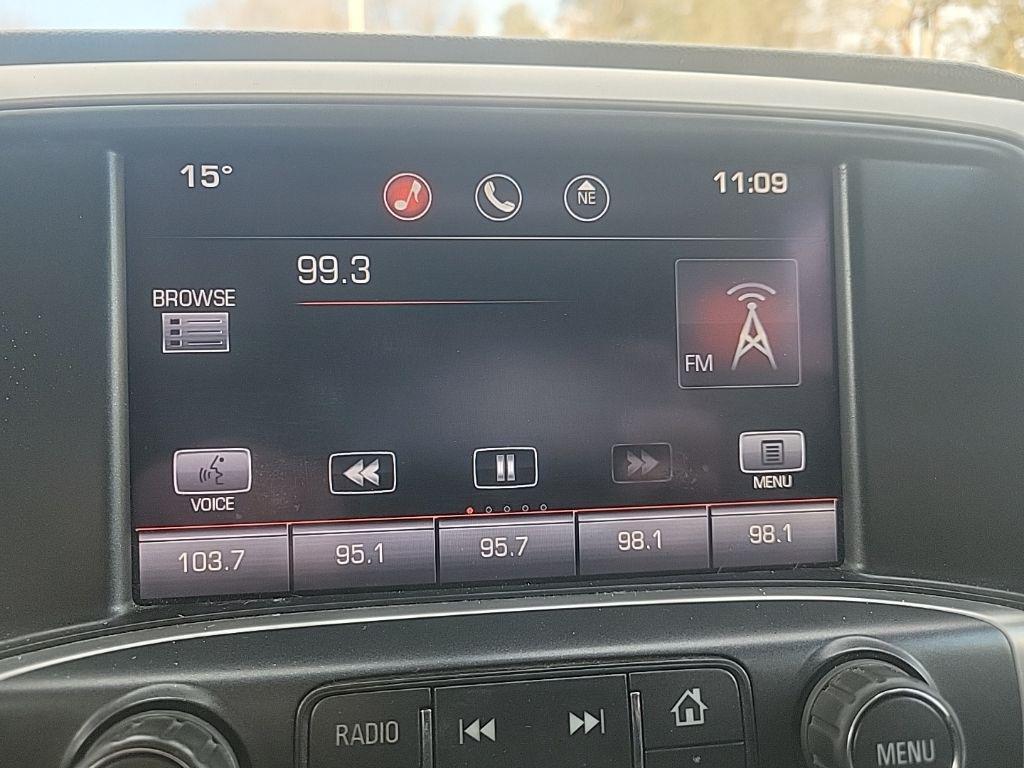 15°
NE
11:09
99.3
BROWSE
FM
VOICE
MENU
103.7 95.1 95.7 98.1 98.1
RADIO
MENU